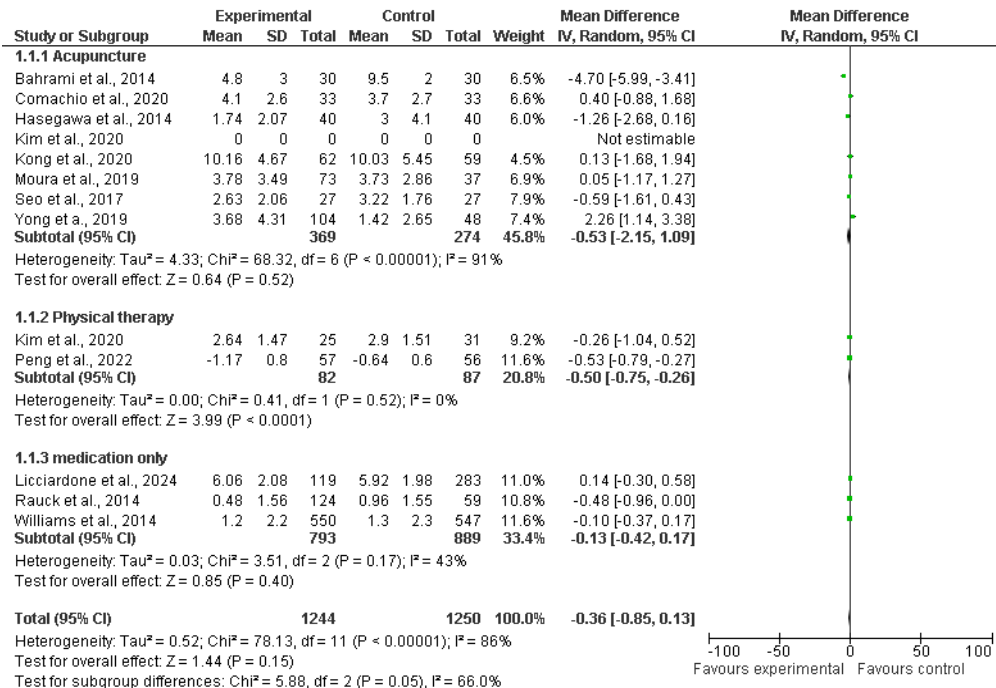 Experimental Control Mean Difference Mean Difference
Study or Subgroup Mean SD Total Mean SD Total Weight IV, Random, 95% CI IV, Random, 95% CI
1.1.1 Acupuncture
Bahrami et al., 2014 4.8 3 30 9.5 2 30 6.5% -4.70 [-5.99, -3.41]
Comachio et al., 2020 4.1 2.6 33 3.7 2.7 33 6.6% 0.40 [-0.88, 1.68]
Hasegawa et al., 2014 1.74 2.07 40 3 4.1 40 6.0% -1.26 [-2.68, 0.16]
Kim et al., 2020 0 0 0 0 0 0 Not estimable
Kong et al., 2020 10.16 4.67 62 10.03 5.45 59 4.5% 0.13 [-1.68, 1.94]
Moura et al., 2019 3.78 3.49 73 3.73 2.86 37 6.9% 0.05 [-1.17, 1.27]
Seo et al., 2017 2.63 2.06 27 3.22 1.76 27 7.9% -0.59 [-1.61, 0.43]
Yong et a., 2019 3.68 4.31 104 1.42 2.65 48 7.4% 2.26 [1.14, 3.38]
Subtotal (95% CI) 369 274 45.8% -0.53 [-2.15, 1.09]
Heterogeneity: Tau² = 4.33; Chi² = 68.32, df = 6 (P < 0.00001); I² = 91%
Test for overall effect: Z = 0.64 (P = 0.52)
1.1.2 Physical therapy
Kim et al., 2020 2.64 1.47 25 2.9 1.51 31 9.2% -0.26 [-1.04, 0.52]
Peng et al., 2022 -1.17 0.8 57 -0.64 0.6 56 11.6% -0.53 [-0.79, -0.27]
Subtotal (95% CI) 82 87 20.8% -0.50 [-0.75, -0.26]
Heterogeneity: Tau² = 0.00; Chi² = 0.41, df = 1 (P = 0.52); I² = 0%
Test for overall effect: Z = 3.99 (P < 0.0001)
1.1.3 medication only
Licciardone et al., 2024 6.06 2.08 119 5.92 1.98 283 11.0% 0.14 [-0.30, 0.58]
Rauck et al., 2014 0.48 1.56 124 0.96 1.55 59 10.8% -0.48 [-0.96, 0.00]
Williams et al., 2014 1.2 2.2 550 1.3 2.3 547 11.6% -0.10 [-0.37, 0.17]
Subtotal (95% CI) 793 889 33.4% -0.13 [-0.42, 0.17]
Heterogeneity: Tau² = 0.03; Chi² = 3.51, df = 2 (P = 0.17); I² = 43%
Test for overall effect: Z = 0.85 (P = 0.40)
Total (95% CI) 1244 1250 100.0% -0.36 [-0.85, 0.13]
Heterogeneity: Tau² = 0.52; Chi² = 78.13, df = 11 (P < 0.00001); I² = 86%
Test for overall effect: Z = 1.44 (P = 0.15)
Test for subgroup differences: Chi² = 5.88, df = 2 (P = 0.05), I² = 66.0%
-100 -50 0 50 100
Favours experimental Favours control